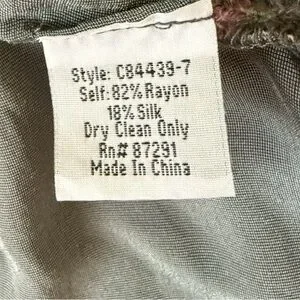 Style: C84439-7
Self: 82% Rayon
18% Silk
Dry Clean Only
Rn# 87291
Made In China